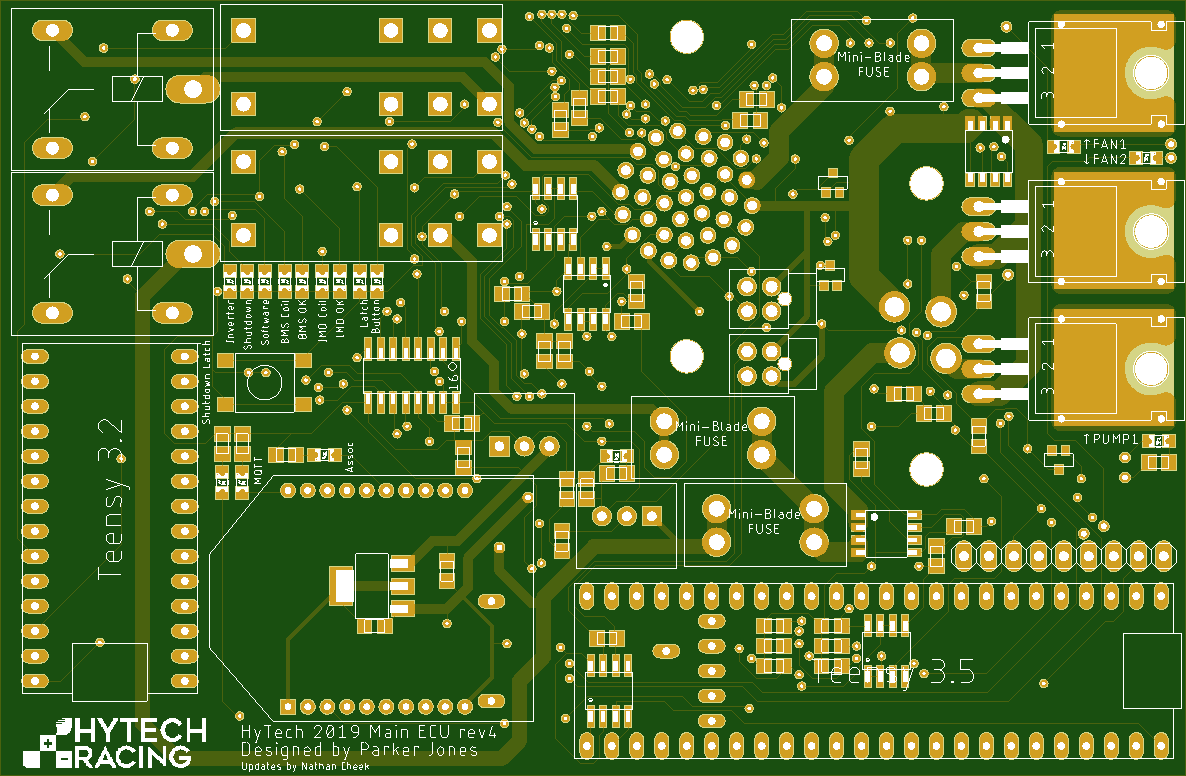 Mini-Blade
FUSE
1
2
3
↑FAN1
↓FAN2
1
2
3
1
2
3
Inverter
Shutdown
Software
BMS Coil
BMS OK
IMD Coil
IMD OK
Latch
Button
Shutdown Latch
16
Mini-Blade
FUSE
↑PUMP1
Teensy 3.2
MQTT
Assoc
Mini-Blade
FUSE
Teensy 3.5
HYTECH
RACING
HyTech 2019 Main ECU rev4
Designed by Parker Jones
Updates by Nathan Cheek